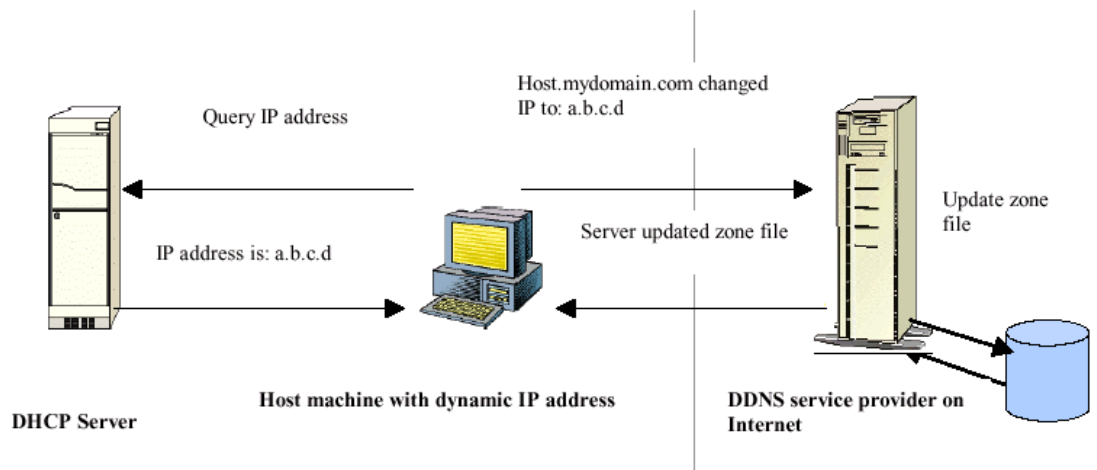 Host.mydomain.com changed
IP to: a.b.c.d
Query IP address
Update zone
file
Server updated zone file
IP address is: a.b.c.d
DHCP Server
Host machine with dynamic IP address
DDNS service provider on
Internet